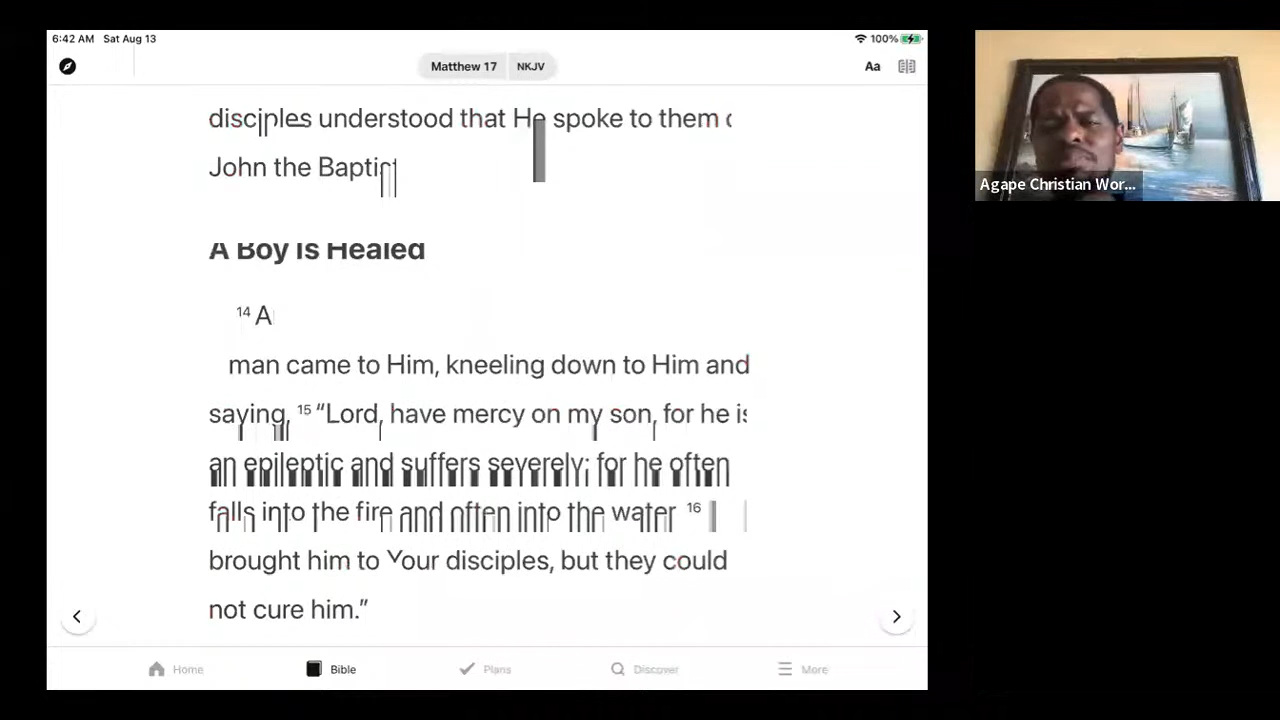 6:42 AM Sat Aug 13
100%
Matthew 17 NKJV
Aa
disciples understood that He spoke to them
John the Baptist
A Boy Is Healed
14 A
man came to Him, kneeling down to Him and
saying, 15 “Lord, have mercy on my son, for he is
an epileptic and suffers severely; for he often
falls into the fire and often into the water 16
brought him to Your disciples, but they could
not cure him.”
Home Bible Plans Discover More
Agape Christian Wor...